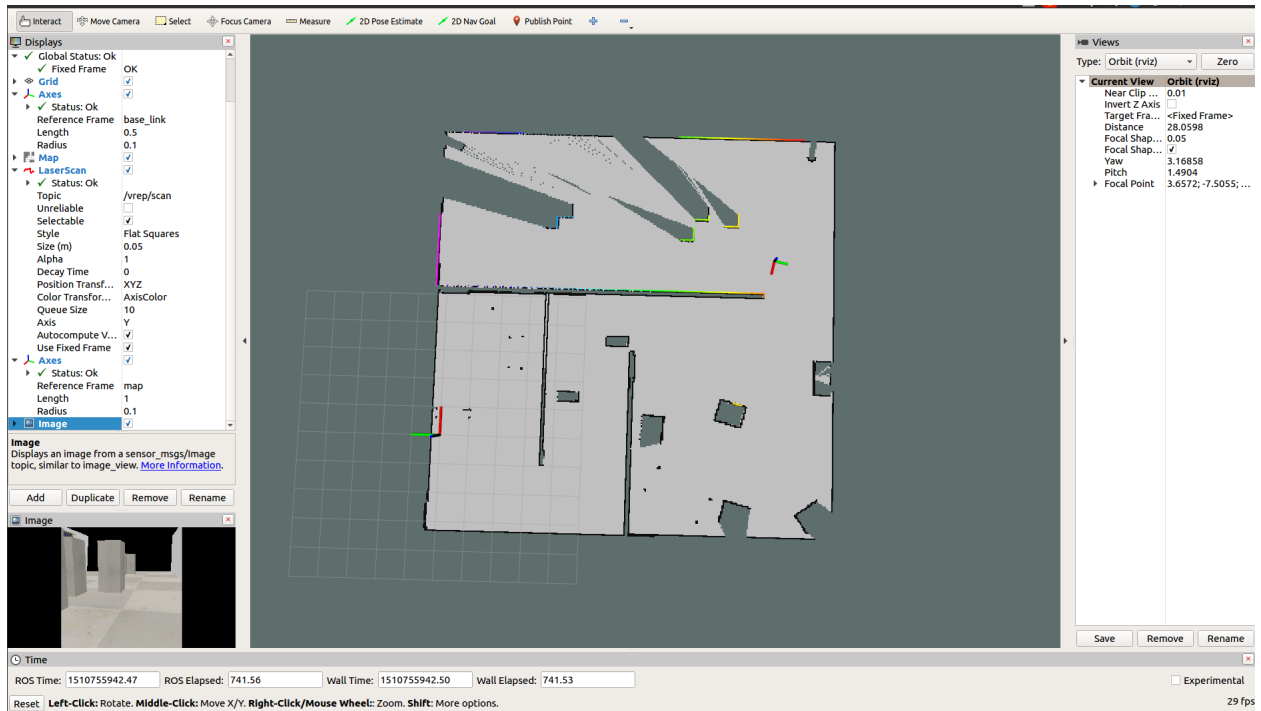 Interact Move Camera Select Focus Camera Measure 2D Pose Estimate 2D Nav Goal Publish Point
Displays
Global Status: Ok
Fixed Frame OK
Grid
Axes
Status: Ok
Reference Frame base_link
Length 0.5
Radius 0.1
Map
LaserScan
Status: Ok
Topic /vrep/scan
Unreliable
Selectable
Style Flat Squares
Size (m) 0.05
Alpha 1
Decay Time 0
Position Transf... XYZ
Color Transfor... AxisColor
Queue Size 10
Axis Y
Autocompute V...
Use Fixed Frame
Axes
Status: Ok
Reference Frame map
Length 1
Radius 0.1
Image
Image
Displays an image from a sensor_msgs/Image
topic, similar to image_view. More Information.
Add Duplicate Remove Rename
Image
Views
Type: Orbit (rviz) Zero
Current View Orbit (rviz)
Near Clip ... 0.01
Invert Z Axis
Target Fra... <Fixed Frame>
Distance 28.0598
Focal Shap... 0.05
Focal Shap...
Yaw 3.16858
Pitch 1.4904
Focal Point 3.6572; -7.5055; ...
Save Remove Rename
Time
ROS Time: 1510755942.47 ROS Elapsed: 741.56 Wall Time: 1510755942.50 Wall Elapsed: 741.53 Experimental
Reset Left-Click: Rotate. Middle-Click: Move X/Y. Right-Click/Mouse Wheel:: Zoom. Shift: More options. 29 fps